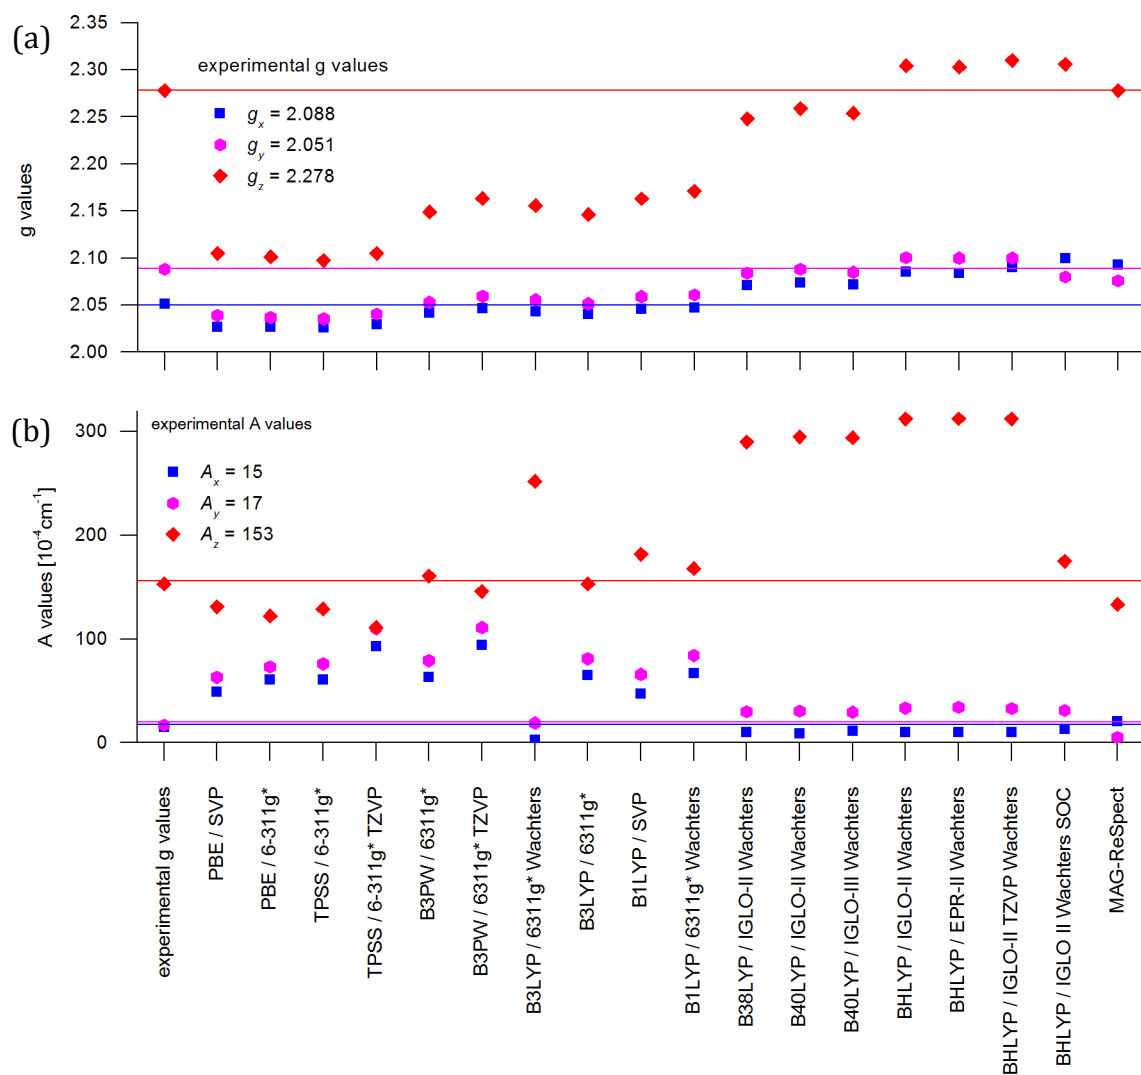 (a)
2.35
2.30
2.25
2.20
2.15
2.10
2.05
2.00
g values
experimental g values
gx = 2.088
gy = 2.051
gz = 2.278
(b)
300
200
100
0
A values [10-4cm-1]
experimental A values
Ax = 15
Ay = 17
Az = 153
experimental g values
PBE / SVP
PBE / 6-311g*
TPSS / 6-311g*
TPSS / 6-311g* TZVP
B3PW / 6311g*
B3PW / 6311g* TZVP
B3LYP / 6311g* Wachters
B3LYP / 6311g*
B1LYP / SVP
B1LYP / 6311g* Wachters
B38LYP / IGLO-II Wachters
B40LYP / IGLO-II Wachters
B40LYP / IGLO-III Wachters
BHLYP / IGLO-II Wachters
BHLYP / EPR-II Wachters
BHLYP / IGLO-II TZVP Wachters
BHLYP / IGLO II Wachters SOC
MAG-ReSpect